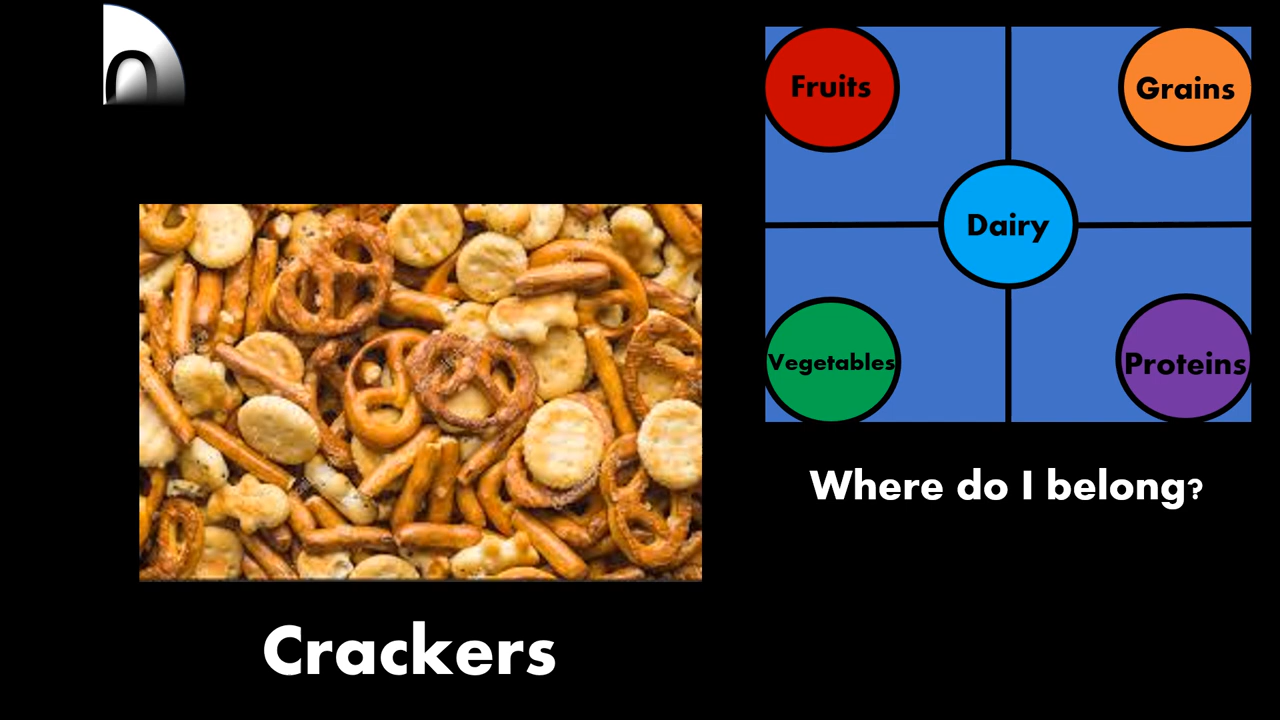 Fruits
Grains
Dairy
Vegetables
Proteins
Where do I belong?
Crackers